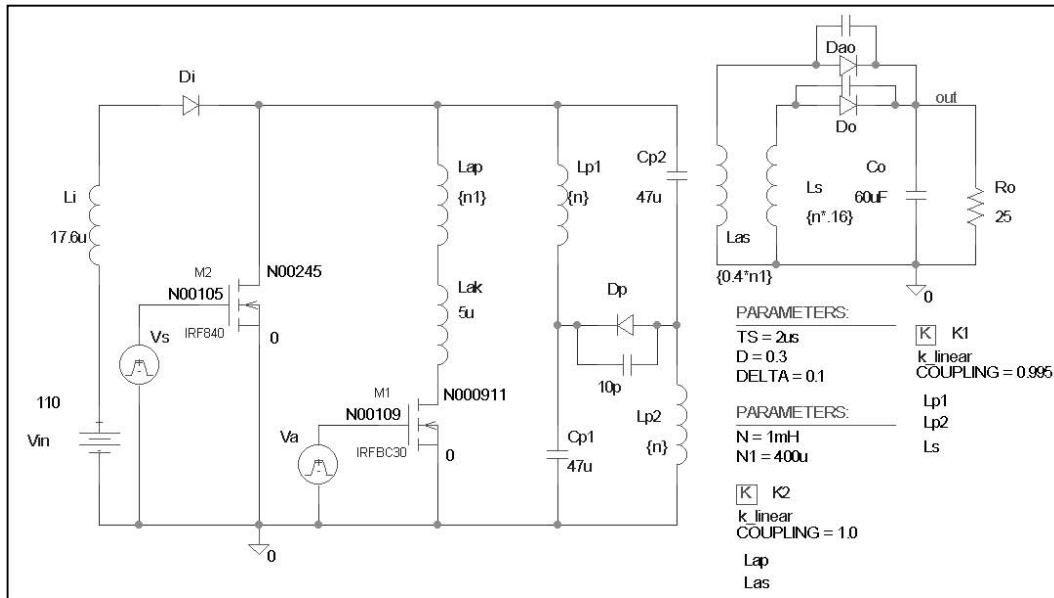 Di
Li
17.6u
M2
N00105
N00245
0
IRF840
Vs
110
Vin
0
Lap
{n1}
Lak
5u
M1
N00109
N000911
0
IRFBC30
Va
Lp1
{n}
Cp2
47u
Dp
10p
Cp1
47u
Lp2
{n}
Dao
Do
out
Las
{0.4*n1}
Ls
{n*.16}
Co
60uF
Ro
25
0
PARAMETERS:
TS = 2us
D = 0.3
DELTA = 0.1
PARAMETERS:
N = 1mH
N1 = 400u
K K1
k_linear
COUPLING = 0.995
Lp1
Lp2
Ls
K K2
k_linear
COUPLING = 1.0
Lap
Las